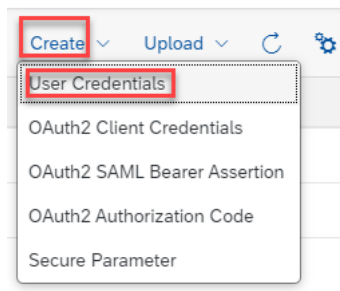 Create Upload
User Credentials
OAuth2 Client Credentials
OAuth2 SAML Bearer Assertion
OAuth2 Authorization Code
Secure Parameter